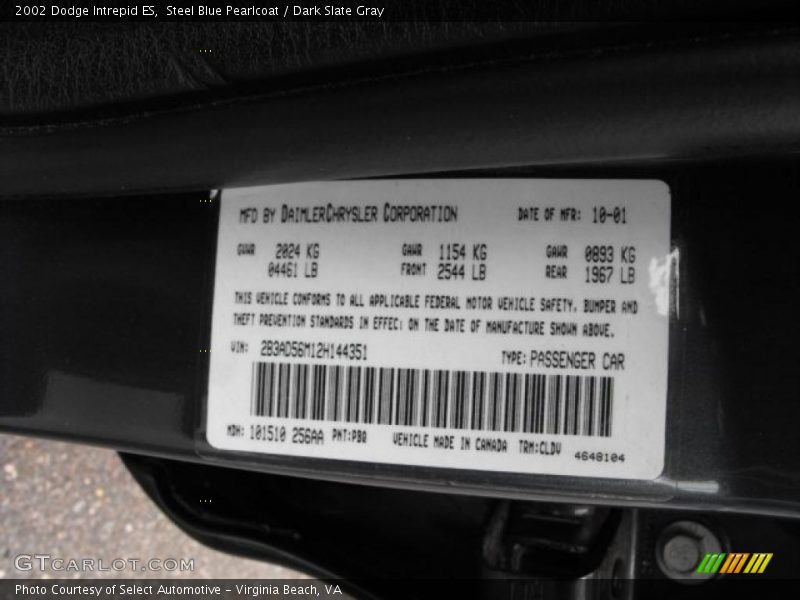 2002 Dodge Intrepid ES, Steel Blue Pearlcoat / Dark Slate Gray
MFD BY DAIMLERCHRYSLER CORPORATION DATE OF MFR: 10-01
GVWR 2024 KG GAWR 1154 KG GAWR 0893 KG
04461 LB FRONT 2544 LB REAR 1967 LB
THIS VEHICLE CONFORMS TO ALL APPLICABLE FEDERAL MOTOR VEHICLE SAFETY, BUMPER AND
THEFT PREVENTION STANDARDS IN EFFECT ON THE DATE OF MANUFACTURE SHOWN ABOVE.
VIN: 2B3AD56M12H144351 TYPE: PASSENGER CAR
MDH: 101510 256AA PNT:PBQ VEHICLE MADE IN CANADA TRM:CLDV 4648104
GTCARLOT.COM
Photo Courtesy of Select Automotive - Virginia Beach, VA